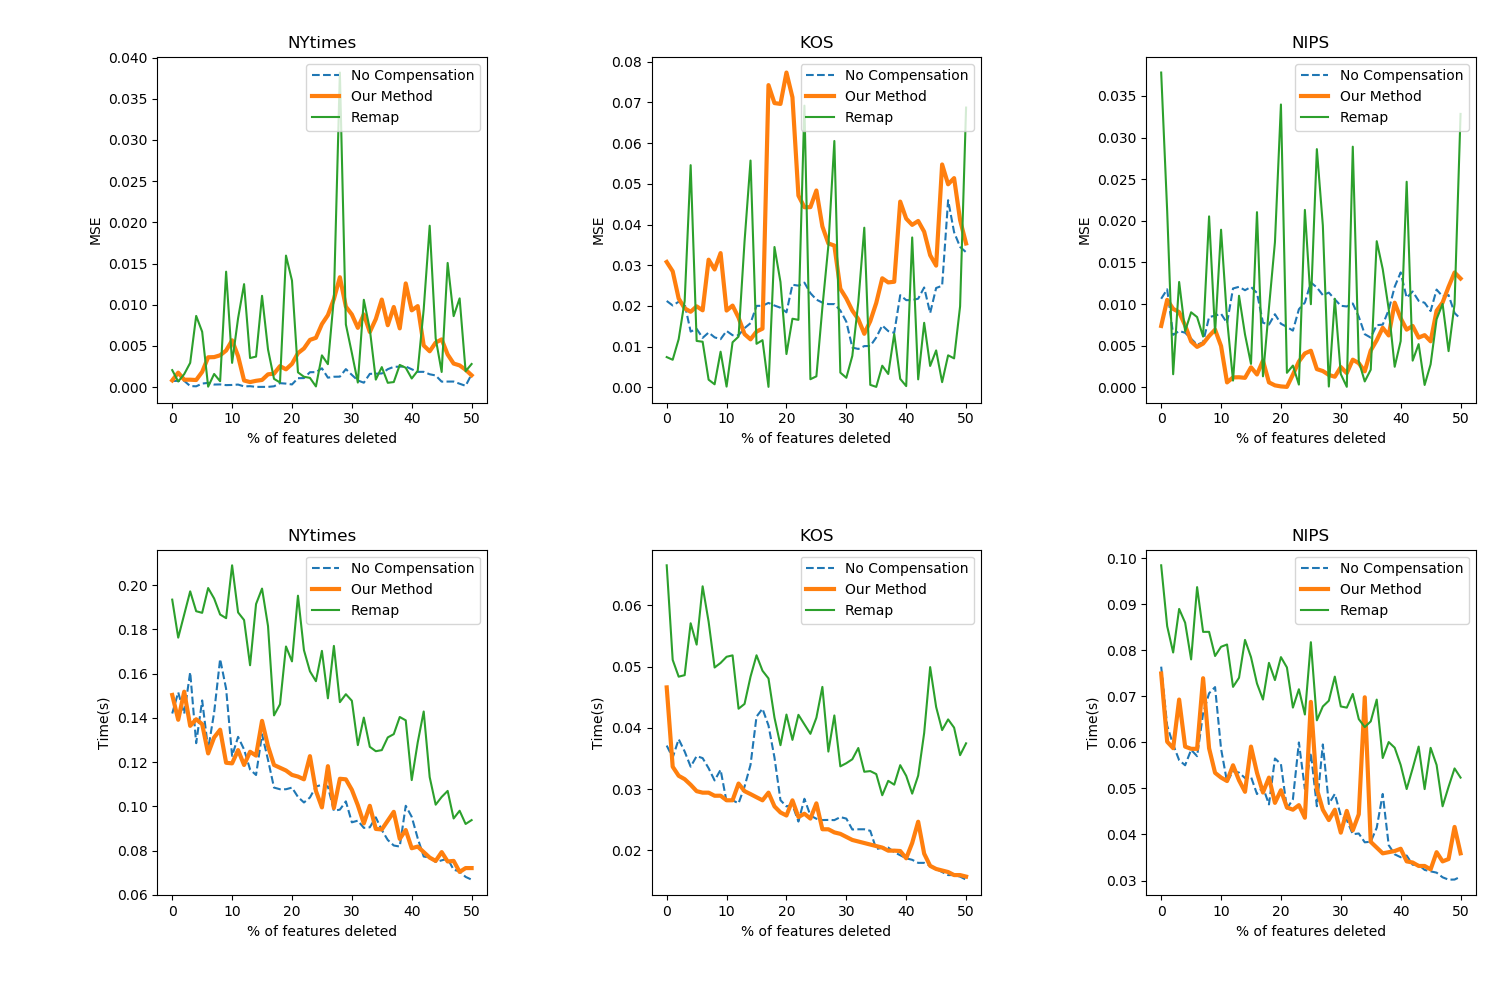 NYtimes
KOS
NIPS
0.040
0.035
0.030
0.025
0.020
0.015
0.010
0.005
0.000
MSE
0 10 20 30 40 50
% of features deleted
No Compensation
Our Method
Remap
0.08
0.07
0.06
0.05
0.04
0.03
0.02
0.01
0.00
MSE
0 10 20 30 40 50
% of features deleted
No Compensation
Our Method
Remap
0.035
0.030
0.025
0.020
0.015
0.010
0.005
0.000
MSE
0 10 20 30 40 50
% of features deleted
No Compensation
Our Method
Remap
NYtimes
KOS
NIPS
0.20
0.18
0.16
0.14
0.12
0.10
0.08
0.06
Time(s)
0 10 20 30 40 50
% of features deleted
No Compensation
Our Method
Remap
0.06
0.05
0.04
0.03
0.02
Time(s)
0 10 20 30 40 50
% of features deleted
No Compensation
Our Method
Remap
0.10
0.09
0.08
0.07
0.06
0.05
0.04
0.03
Time(s)
0 10 20 30 40 50
% of features deleted
No Compensation
Our Method
Remap